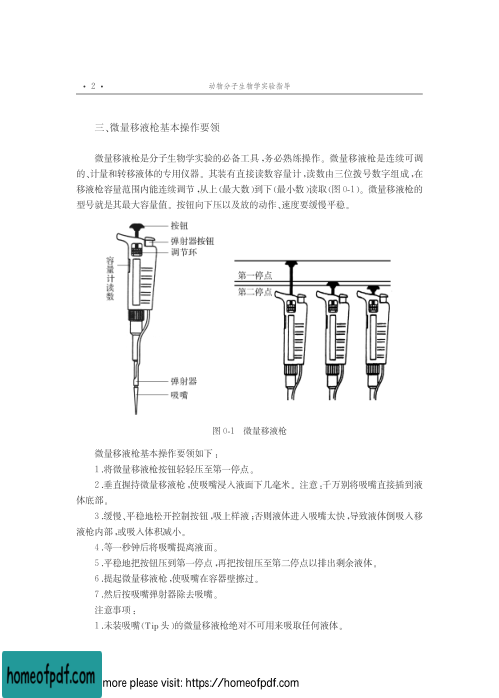 • 2 •
动物分子生物学实验指导
三、微量移液枪基本操作要领
微量移液枪是分子生物学实验的必备工具,务必熟练操作。微量移液枪是连续可调
的、计量和转移液体的专用仪器。其装有直接读数容量计,读数由三位拨号数字组成,在
移液枪容量范围内能连续调节,从上(最大数)到下(最小数)读取(图 0-1)。微量移液枪的
型号就是其最大容量值。按钮向下压以及放的动作、速度要缓慢平稳。
按钮
弹射器按钮
调节环
容量计读数
弹射器
吸嘴
第一停点
第二停点
图 0-1 微量移液枪
微量移液枪基本操作要领如下:
1.将微量移液枪按钮轻轻压至第一停点。
2.垂直握持微量移液枪,使吸嘴浸入液面下几毫米。注意:千万别将吸嘴直接插到液
体底部。
3.缓慢、平稳地松开控制按钮,吸上样液;否则液体进入吸嘴太快,导致液体倒吸入移
液枪内部,或吸入体积减小。
4.等一秒钟后将吸嘴提离液面。
5.平稳地把按钮压到第一停点,再把按钮压至第二停点以排出剩余液体。
6.提起微量移液枪,使吸嘴在容器壁擦过。
7.然后按吸嘴弹射器除去吸嘴。
注意事项:
1.未装吸嘴(Tip 头)的微量移液枪绝对不可用来吸取任何液体。
homeofpdf.com
more please visit: https://homeofpdf.com